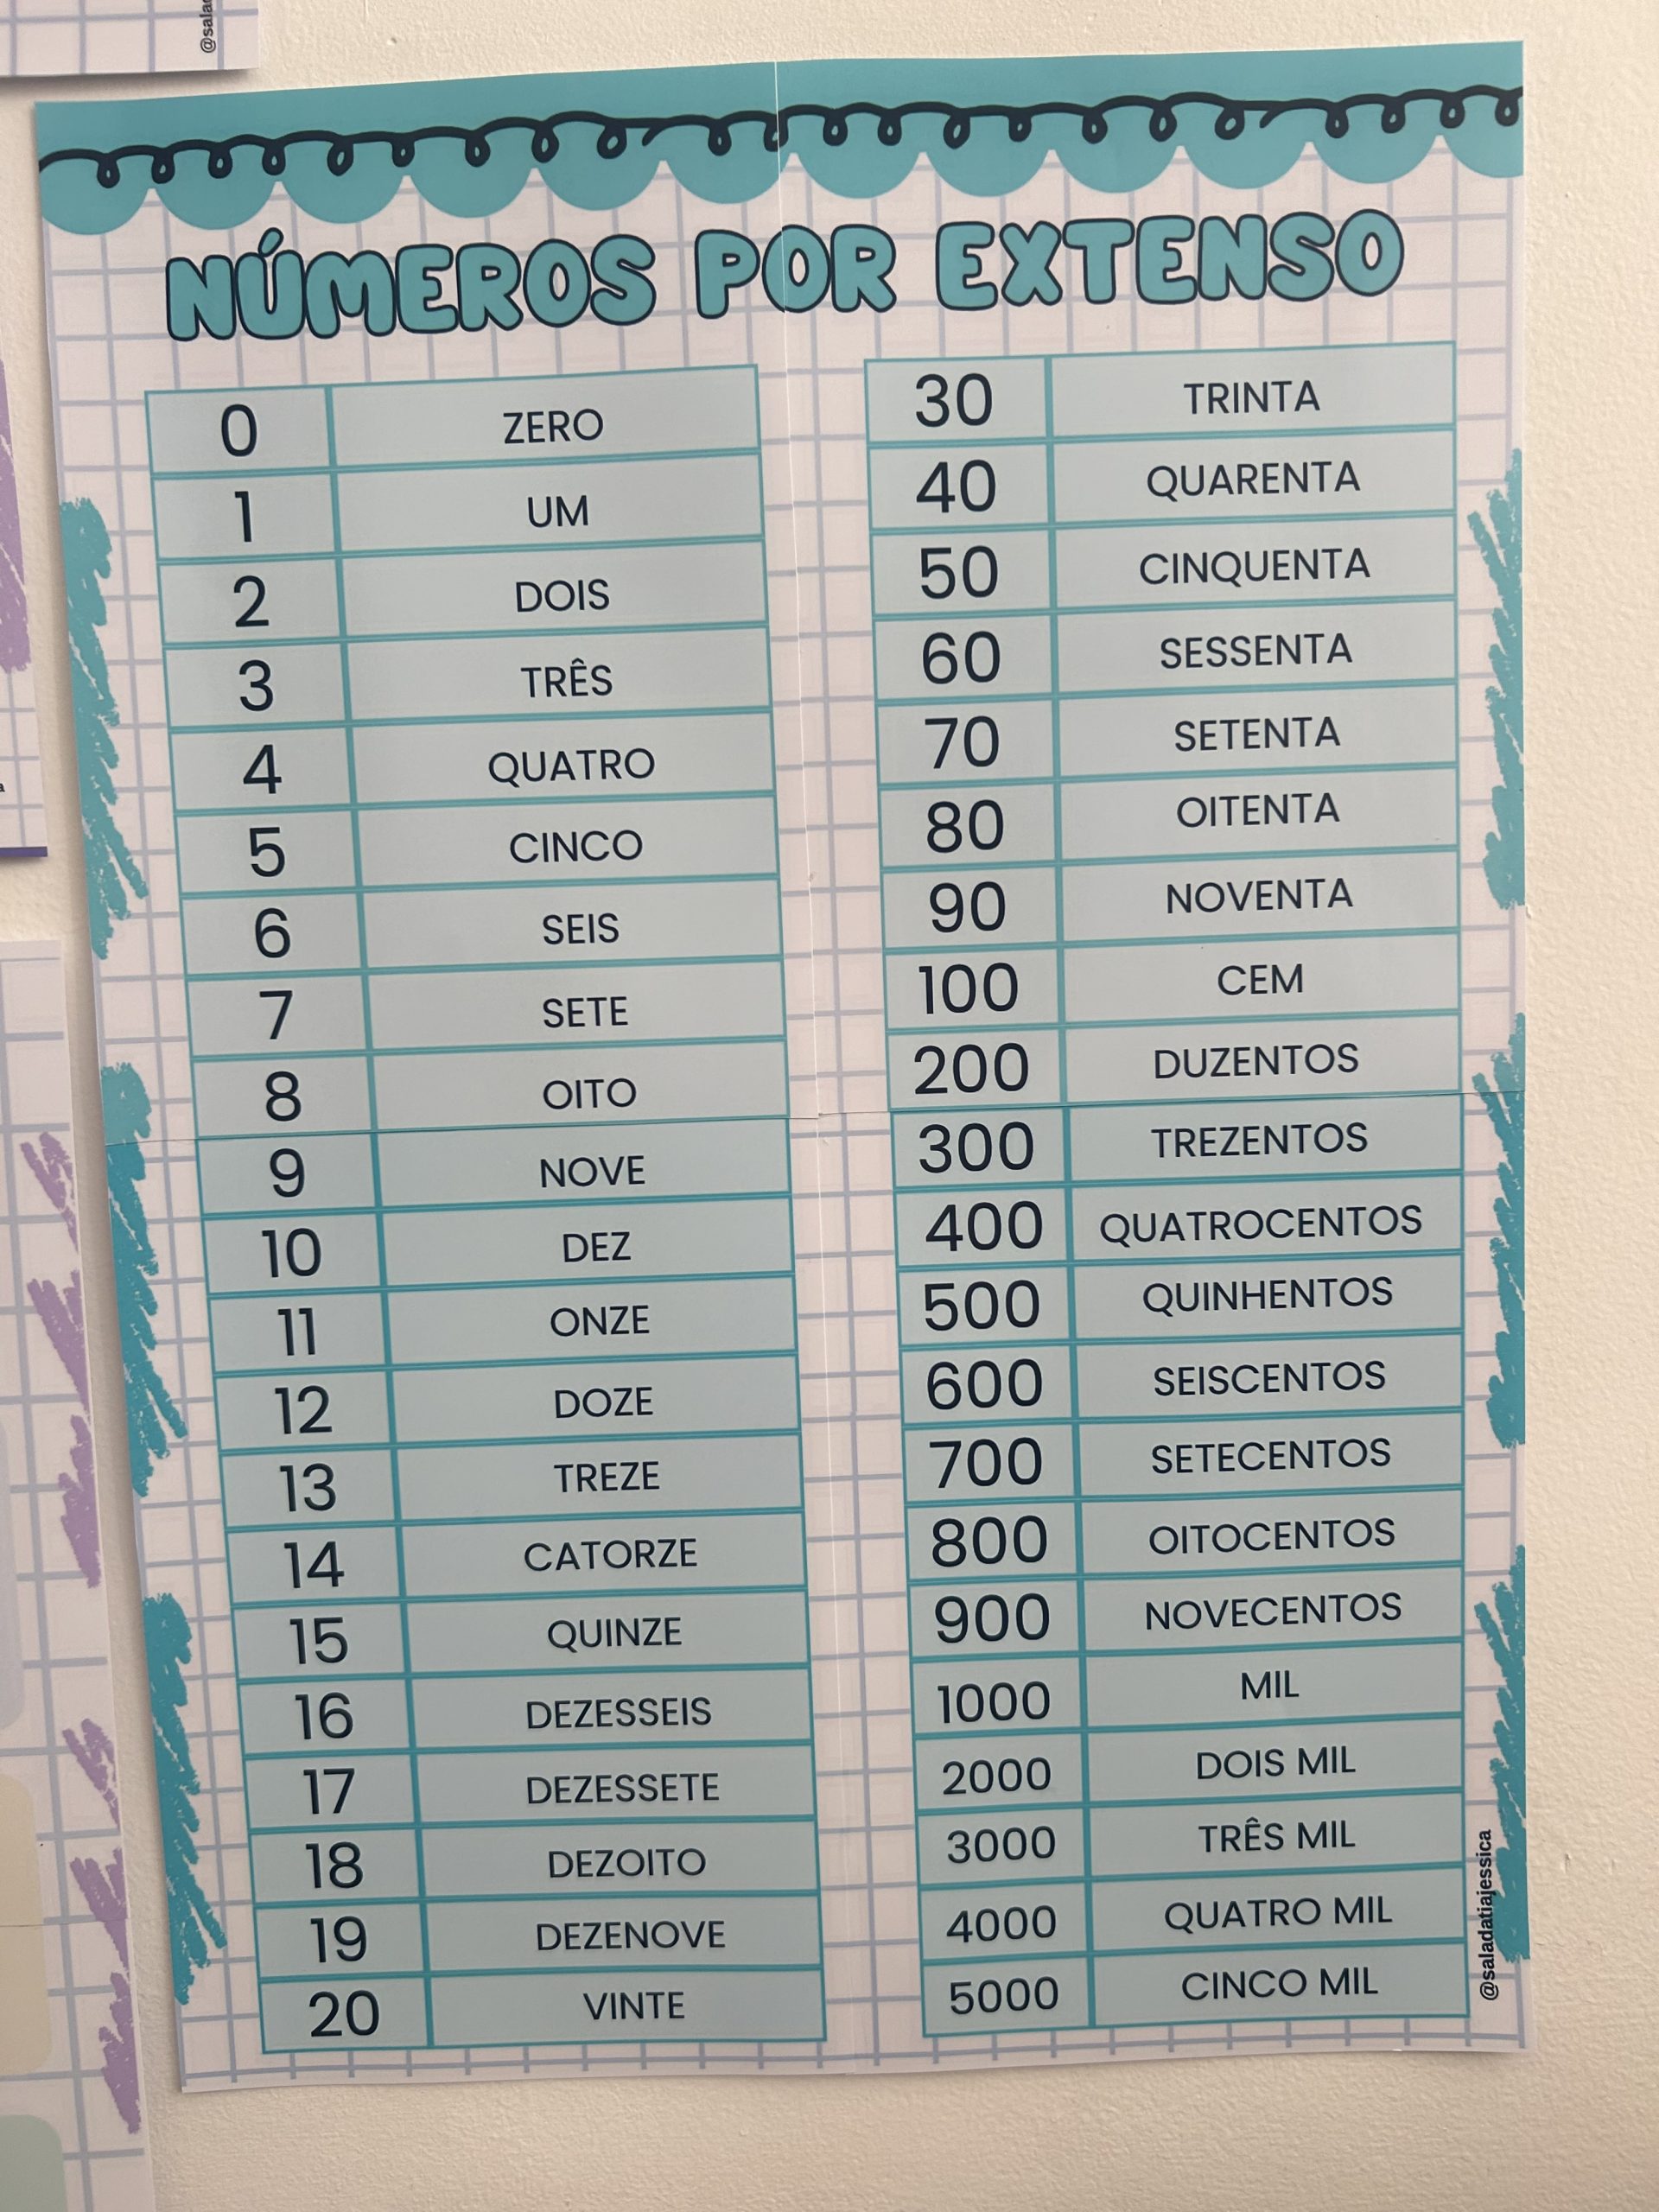 NÚMEROS POR EXTENSO
0 ZERO
1 UM
2 DOIS
3 TRÊS
4 QUATRO
5 CINCO
6 SEIS
7 SETE
8 OITO
9 NOVE
10 DEZ
11 ONZE
12 DOZE
13 TREZE
14 CATORZE
15 QUINZE
16 DEZESSEIS
17 DEZESSETE
18 DEZOITO
19 DEZENOVE
20 VINTE
30 TRINTA
40 QUARENTA
50 CINQUENTA
60 SESSENTA
70 SETENTA
80 OITENTA
90 NOVENTA
100 CEM
200 DUZENTOS
300 TREZENTOS
400 QUATROCENTOS
500 QUINHENTOS
600 SEISCENTOS
700 SETECENTOS
800 OITOCENTOS
900 NOVECENTOS
1000 MIL
2000 DOIS MIL
3000 TRÊS MIL
4000 QUATRO MIL
5000 CINCO MIL
@saladatiajessica